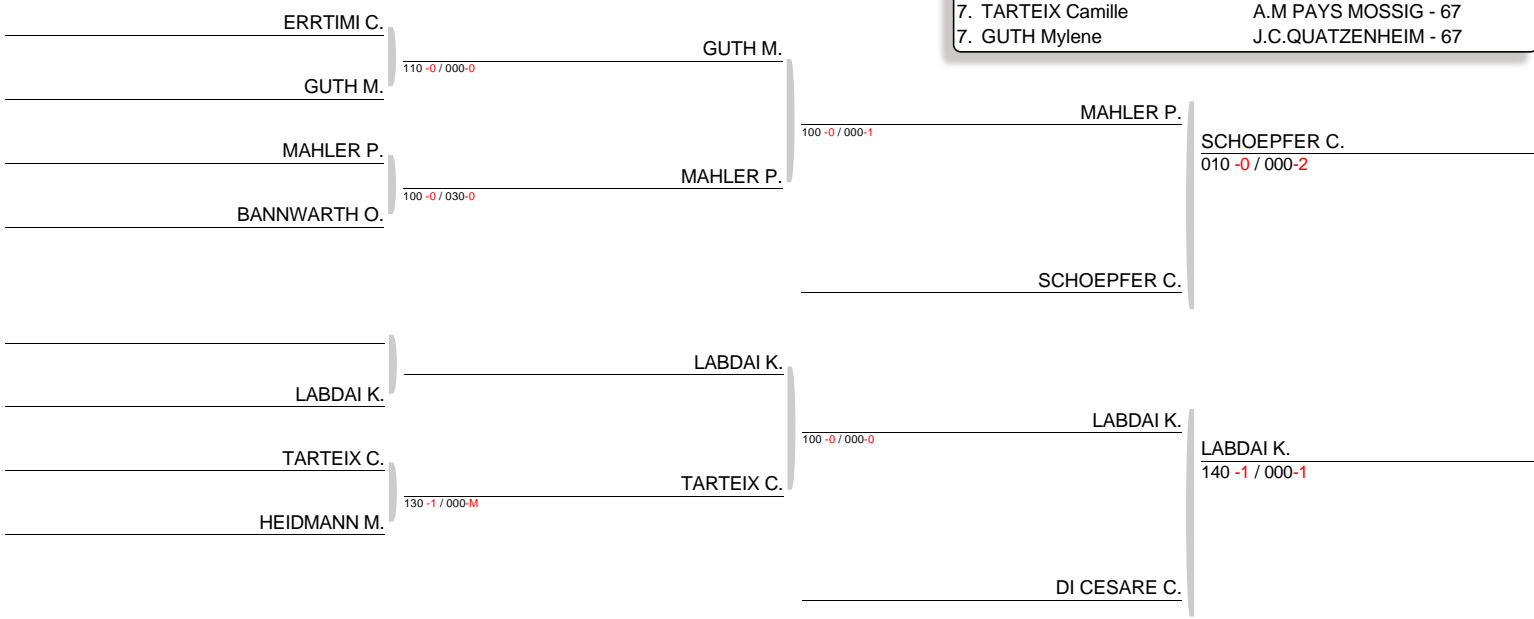 7. TARTEIX Camille A.M PAYS MOSSIG - 67
7. GUTH Mylene J.C.QUATZENHEIM - 67
ERRTIMI C.
GUTH M.
110 -0 / 000-0
GUTH M.
MAHLER P.
BANNWARTH O.
100 -0 / 030-0
MAHLER P.
100 -0 / 000-1
MAHLER P.
SCHOEPFER C.
SCHOEPFER C.
010 -0 / 000-2
LABDAI K.
LABDAI K.
TARTEIX C.
HEIDMANN M.
130 -1 / 000-M
TARTEIX C.
100 -0 / 000-0
LABDAI K.
DI CESARE C.
LABDAI K.
140 -1 / 000-1